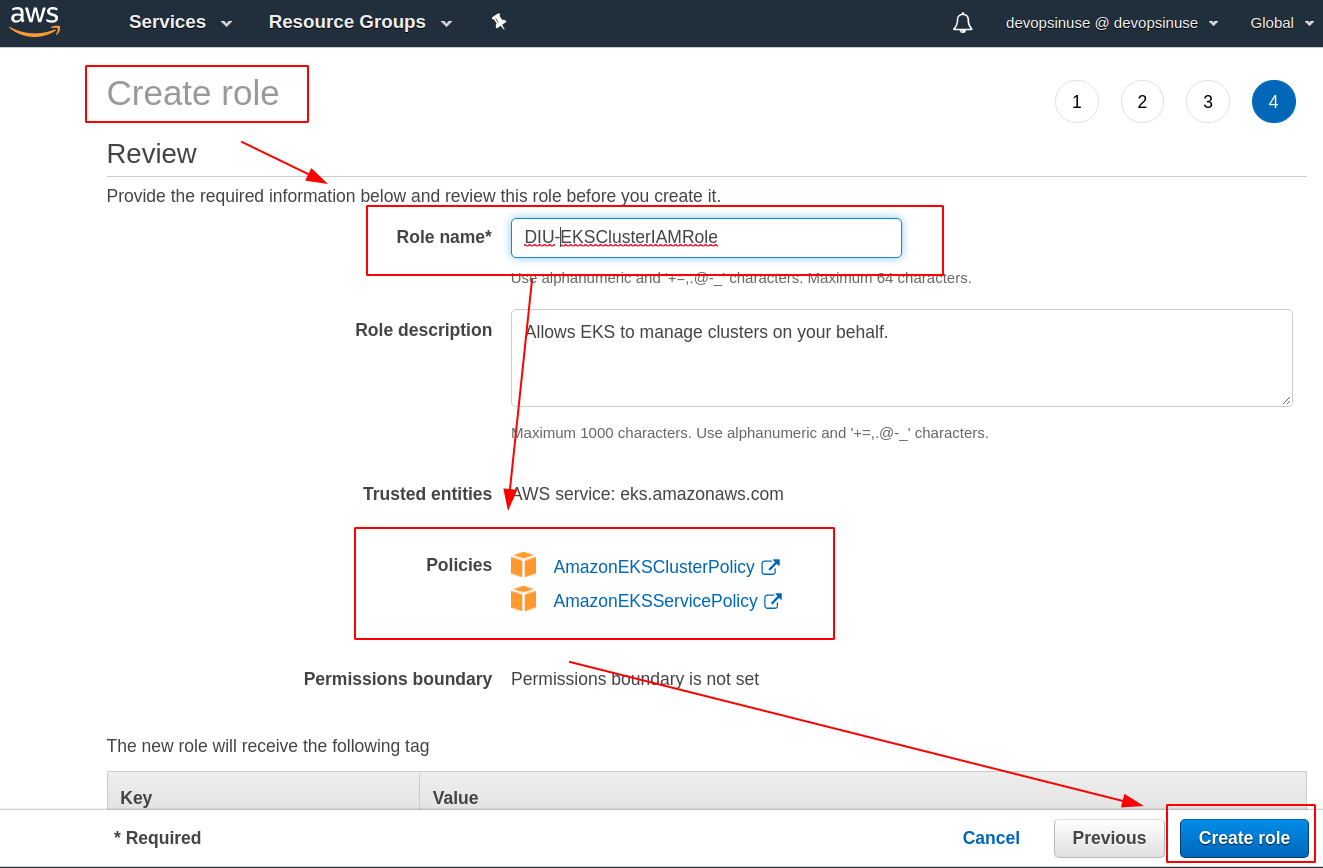 aws Services Resource Groups devopsinuse @ devopsinuse Global
Create role 1 2 3 4
Review
Provide the required information below and review this role before you create it.
Role name* DIU-EKSClusterIAMRole
Use alphanumeric and '+=,.@-_' characters. Maximum 64 characters.
Role description Allows EKS to manage clusters on your behalf.
Maximum 1000 characters. Use alphanumeric and '+=,.@-_' characters.
Trusted entities AWS service: eks.amazonaws.com
Policies AmazonEKSClusterPolicy
AmazonEKSServicePolicy
Permissions boundary Permissions boundary is not set
The new role will receive the following tag
Key Value
* Required Cancel Previous Create role